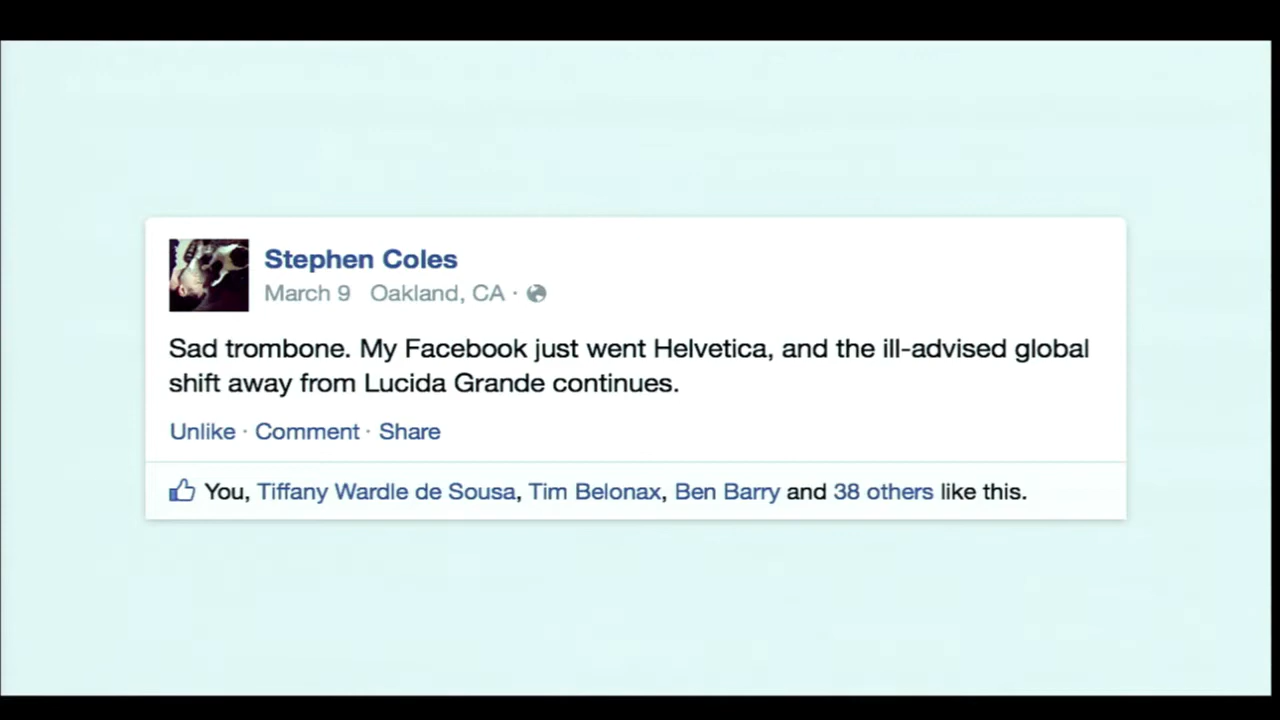 Stephen Coles
March 9 Oakland, CA ·
Sad trombone. My Facebook just went Helvetica, and the ill-advised global
shift away from Lucida Grande continues.
Unlike · Comment · Share
You, Tiffany Wardle de Sousa, Tim Belonax, Ben Barry and 38 others like this.